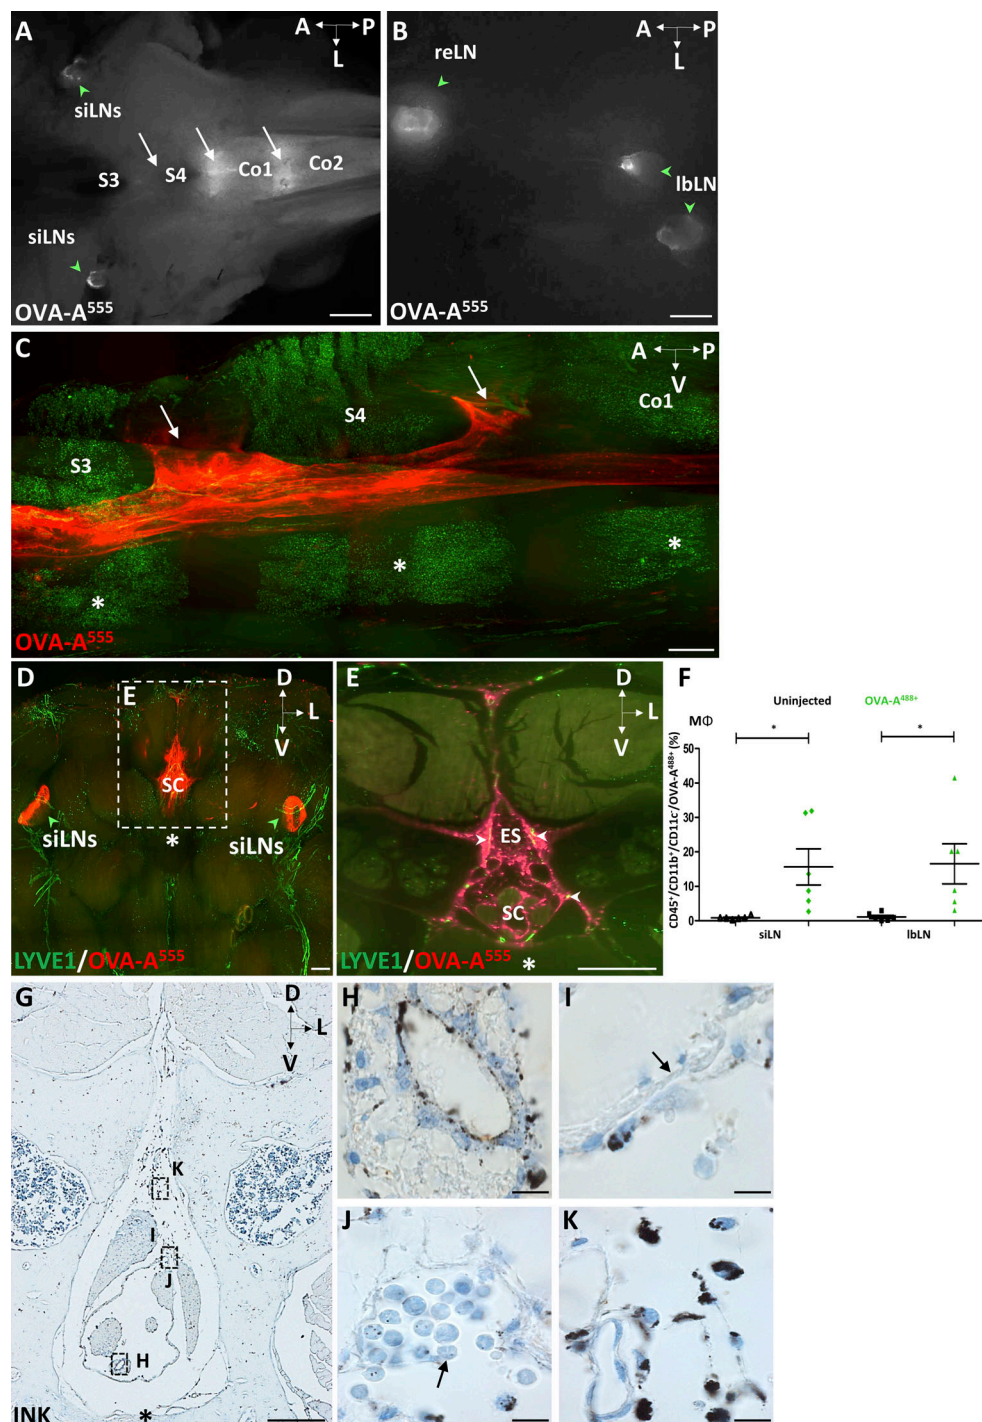 A
A P
L
siLNs
S3
S4
Co1
Co2
siLNs
OVA-A555
B
A P
L
reLN
lbLN
OVA-A555
C
A P
V
S3
S4
Co1
*
*
*
OVA-A555
D
E
D
L
V
SC
siLNs
*
siLNs
LYVE1/OVA-A555
E
D
L
V
ES
SC
LYVE1/OVA-A555
*
F
Uninjected OVA-A488+
MΦ
*
*
CD45+/CD11b+/CD11c-/OVA-A488+ (%)
50
40
30
20
10
0
siLN
lbLN
G
D
L
V
K
I
J
H
INK
*
H
I
J
K